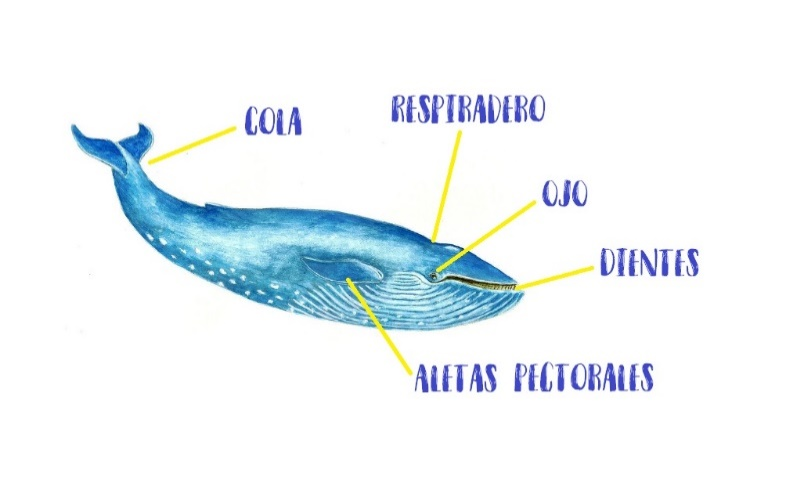 RESPIRADERO
COLA
OJO
DIENTES
ALETAS PECTORALES